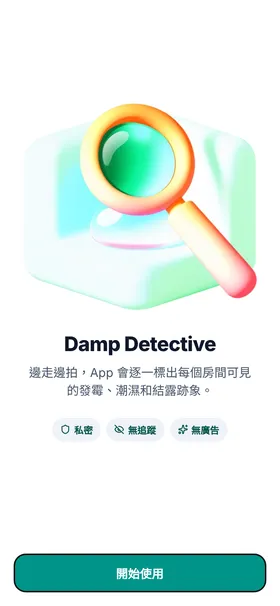 Damp Detective
邊走邊拍，App 會逐一標出每個房間可見
的發霉、潮濕和結露跡象。
私密 無追蹤 無廣告
開始使用